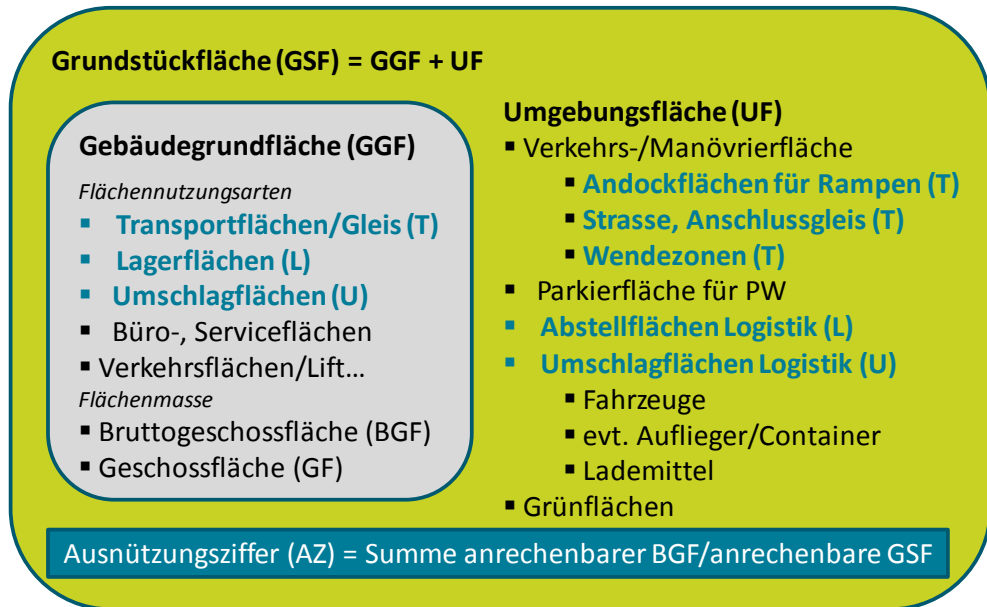 Grundstückfläche (GSF) = GGF + UF
Gebäudegrundfläche (GGF)
Flächennutzungsarten
▪ Transportflächen/Gleis (T)
▪ Lagerflächen (L)
▪ Umschlagflächen (U)
▪ Büro-, Serviceflächen
▪ Verkehrsflächen/Lift...
Flächenmasse
▪ Bruttogeschossfläche (BGF)
▪ Geschossfläche (GF)
Umgebungsfläche (UF)
▪ Verkehrs-/Manövrierfläche
▪ Andockflächen für Rampen (T)
▪ Strasse, Anschlussgleis (T)
▪ Wendezonen (T)
▪ Parkierfläche für PW
▪ Abstellflächen Logistik (L)
▪ Umschlagflächen Logistik (U)
▪ Fahrzeuge
▪ evt. Auflieger/Container
▪ Lademittel
▪ Grünflächen
Ausnützungsziffer (AZ) = Summe anrechenbarer BGF/anrechenbare GSF